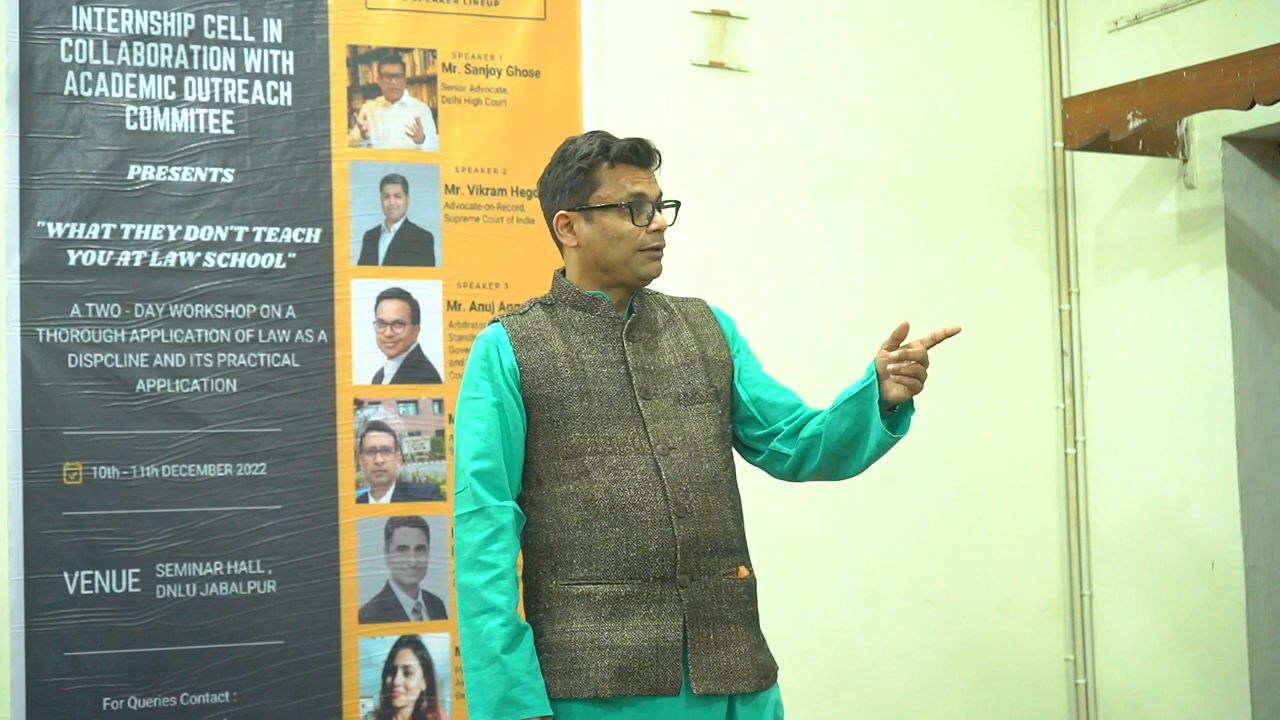 INTERNSHIP CELL IN
COLLABORATION WITH
ACADEMIC OUTREACH
COMMITEE
PRESENTS
"WHAT THEY DON'T TEACH
YOU AT LAW SCHOOL"
A TWO - DAY WORKSHOP ON A
THOROUGH APPLICATION OF LAW AS A
DISPCLINE AND ITS PRACTICAL
APPLICATION
10th - 11th DECEMBER 2022
VENUE
SEMINAR HALL,
DNLU JABALPUR
For Queries Contact :
SPEAKER LINEUP
SPEAKER 1
Mr. Sanjoy Ghose
Senior Advocate,
Delhi High Court
SPEAKER 2
Mr. Vikram
Advocate-on-Record,
Supreme Court of India
SPEAKER 3
Mr. Anuj
Arbitrator
and